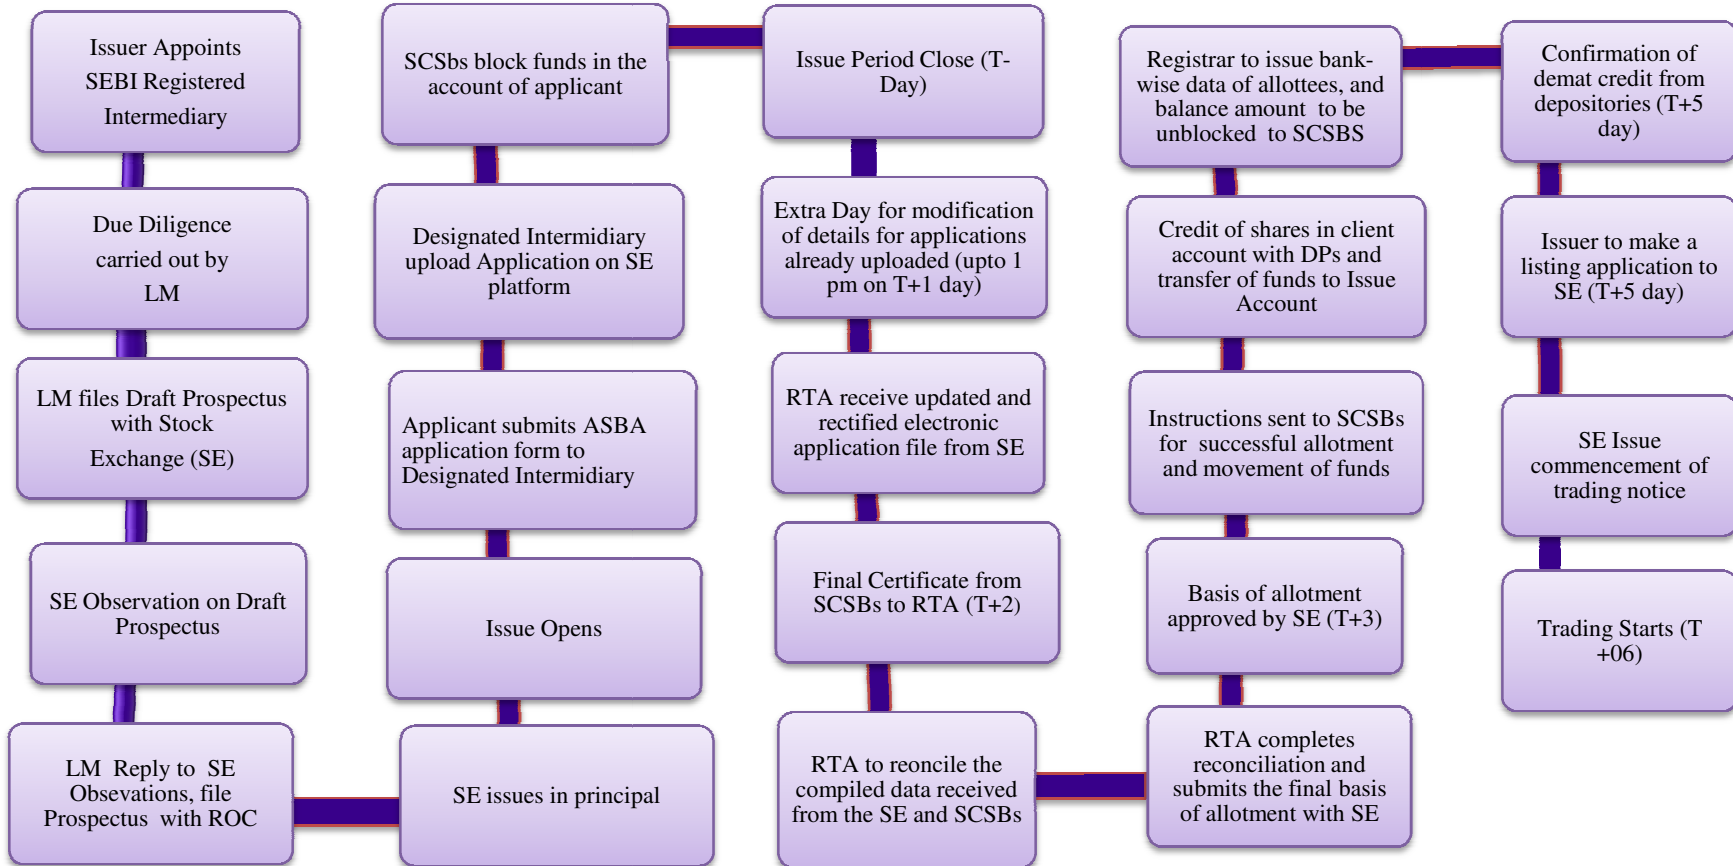 Issuer Appoints
SEBI Registered
Intermediary
Due Diligence
carried out by
LM
LM files Draft Prospectus
with Stock
Exchange (SE)
SE Observation on Draft
Prospectus
LM Reply to SE
Obsevations, file
Prospectus with ROC
SE issues in principal
Issue Opens
Applicant submits ASBA
application form to
Designated Intermediary
Designated Intermidiary
upload Application on SE
platform
SCSbs block funds in the
account of applicant
Issue Period Close (T-
Day)
Extra Day for modification
of details for applications
already uploaded (upto 1
pm on T+1 day)
RTA receive updated and
rectified electronic
application file from SE
Final Certificate from
SCSBs to RTA (T+2)
RTA to reoncile the
compiled data received
from the SE and SCSBs
RTA completes
reconciliation and
submits the final basis
of allotment with SE
Basis of allotment
approved by SE (T+3)
Instructions sent to SCSBs
for successful allotment
and movement of funds
Credit of shares in client
account with DPs and
transfer of funds to Issue
Account
Registrar to issue bank-
wise data of allottees, and
balance amount to be
unblocked to SCSBS
Confirmation of
demat credit from
depositories (T+5
day)
Issuer to make a
listing application to
SE (T+5 day)
SE Issue
commencement of
trading notice
Trading Starts (T
+06)